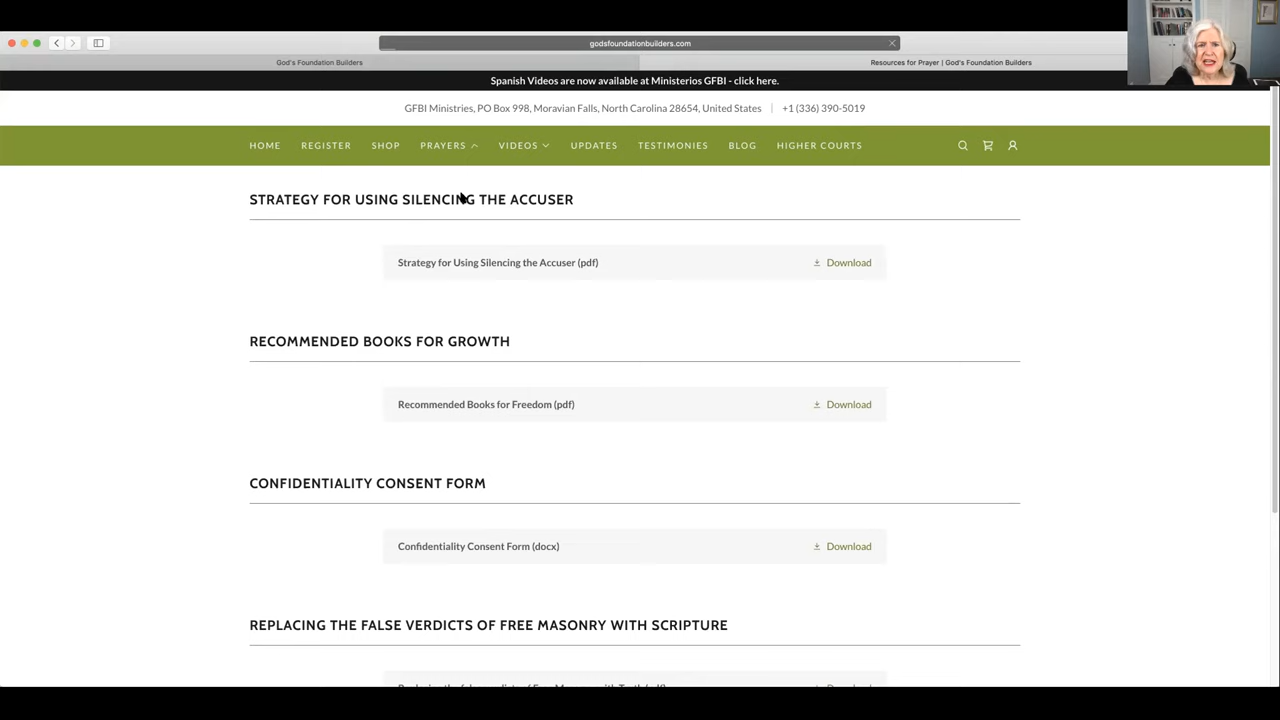 godsfoundationbuilders.com
God's Foundation Builders
Resources for Prayer | God's Foundation Builders
Spanish Videos are now available at Ministerios GFBI - click here.
GFBI Ministries, PO Box 998, Moravian Falls, North Carolina 28654, United States | +1 (336) 390-5019
HOME REGISTER SHOP PRAYERS VIDEOS UPDATES TESTIMONIES BLOG HIGHER COURTS
STRATEGY FOR USING SILENCING THE ACCUSER
Strategy for Using Silencing the Accuser (pdf) Download
RECOMMENDED BOOKS FOR GROWTH
Recommended Books for Freedom (pdf) Download
CONFIDENTIALITY CONSENT FORM
Confidentiality Consent Form (docx) Download
REPLACING THE FALSE VERDICTS OF FREE MASONRY WITH SCRIPTURE